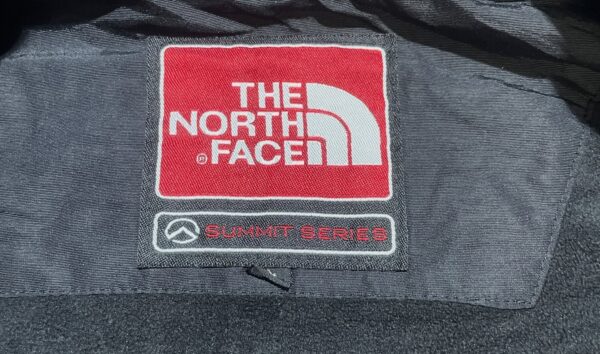 THE
NORTH
® FACE
SUMMIT SERIES